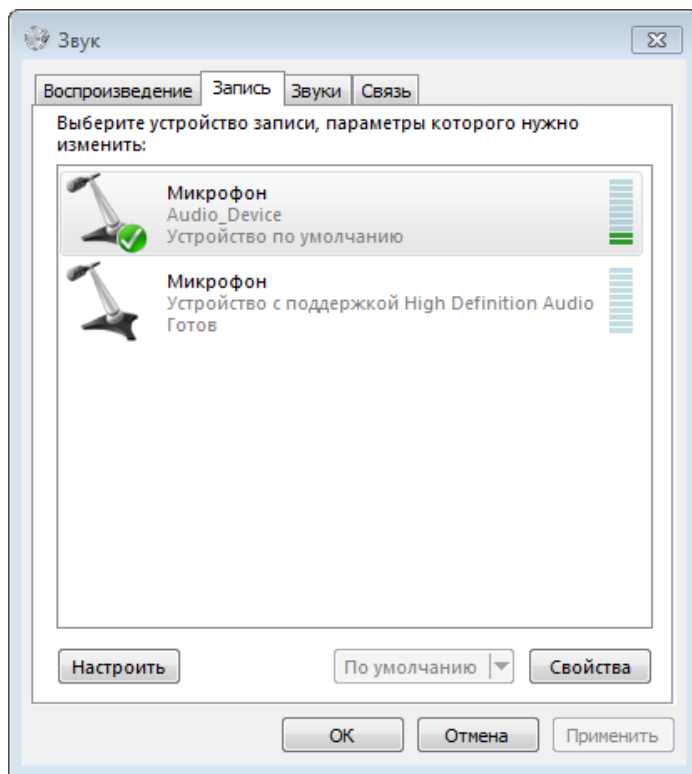 Звук
Воспроизведение Запись Звуки Связь
Выберите устройство записи, параметры которого нужно
изменить:
Микрофон
Audio_Device
Устройство по умолчанию
Микрофон
Устройство с поддержкой High Definition Audio
Готов
Настроить По умолчанию Свойства
ОК Отмена Применить